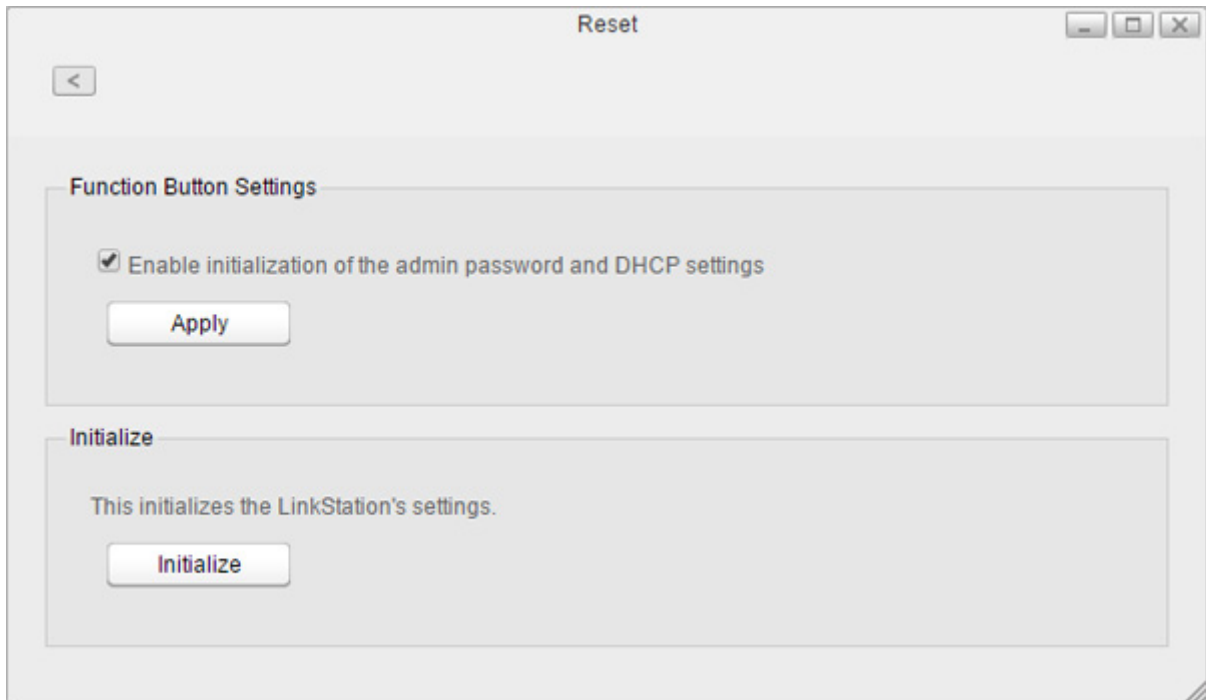 Reset
<
Function Button Settings
Enable initialization of the admin password and DHCP settings
Apply
Initialize
This initializes the LinkStation's settings.
Initialize